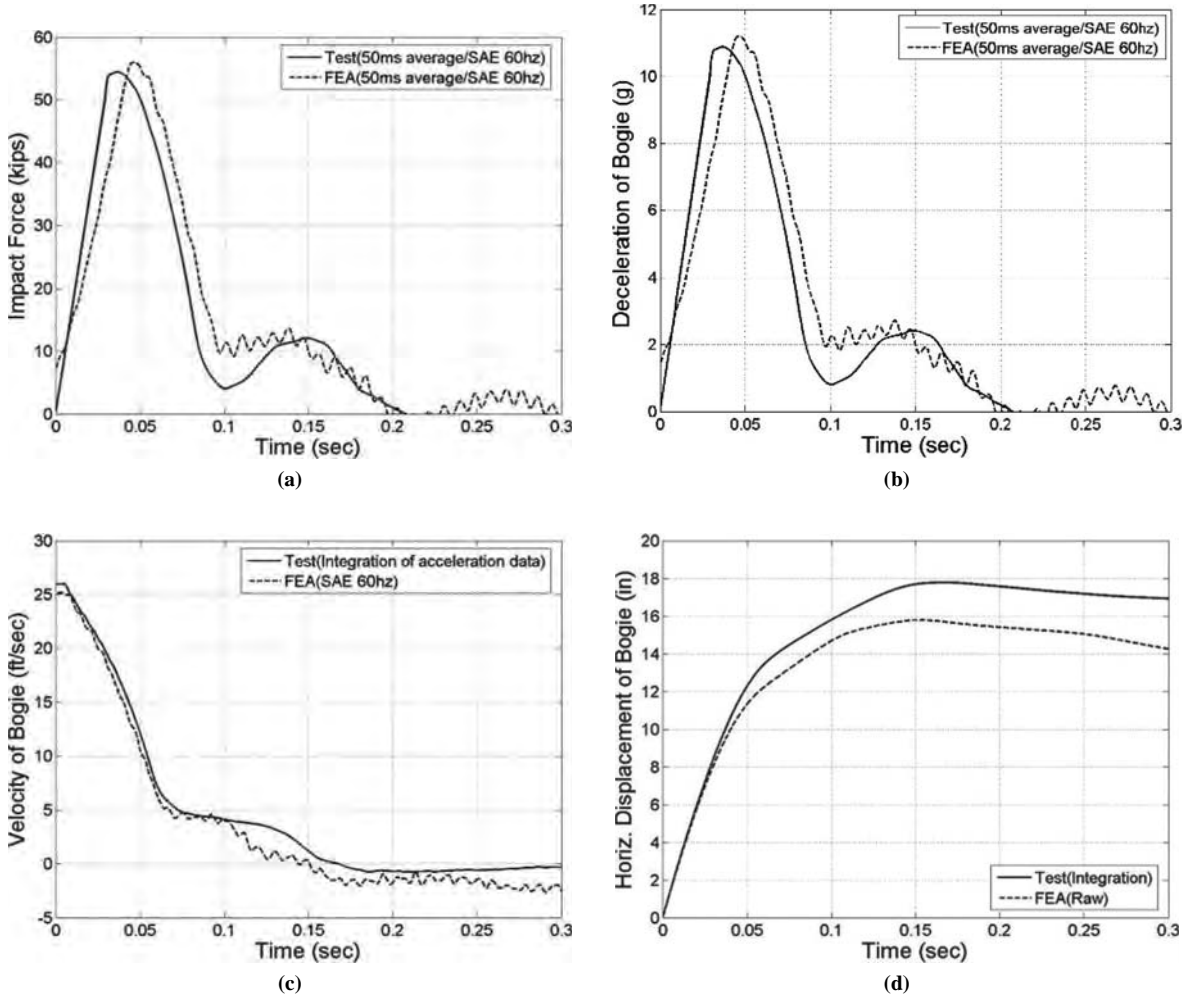 Test(50ms average/SAE 60hz)
FEA(50ms average/SAE 60hz)
Impact Force (kips)
60
50
40
30
20
10
0
0 0.05 0.1 0.15 0.2 0.25 0.3
Time (sec)
(a)
Test(50ms average/SAE 60hz)
FEA(50ms average/SAE 60hz)
Deceleration of Bogie (g)
12
10
8
6
4
2
0
0 0.05 0.1 0.15 0.2 0.25 0.3
Time (sec)
(b)
Test(Integration of acceleration data)
FEA(SAE 60hz)
Velocity of Bogie (ft/sec)
30
25
20
15
10
5
0
-5
0 0.05 0.1 0.15 0.2 0.25 0.3
Time (sec)
(c)
Horiz. Displacement of Bogie (in)
20
18
16
14
12
10
8
6
4
2
0
Test(Integration)
FEA(Raw)
0 0.05 0.1 0.15 0.2 0.25 0.3
Time (sec)
(d)